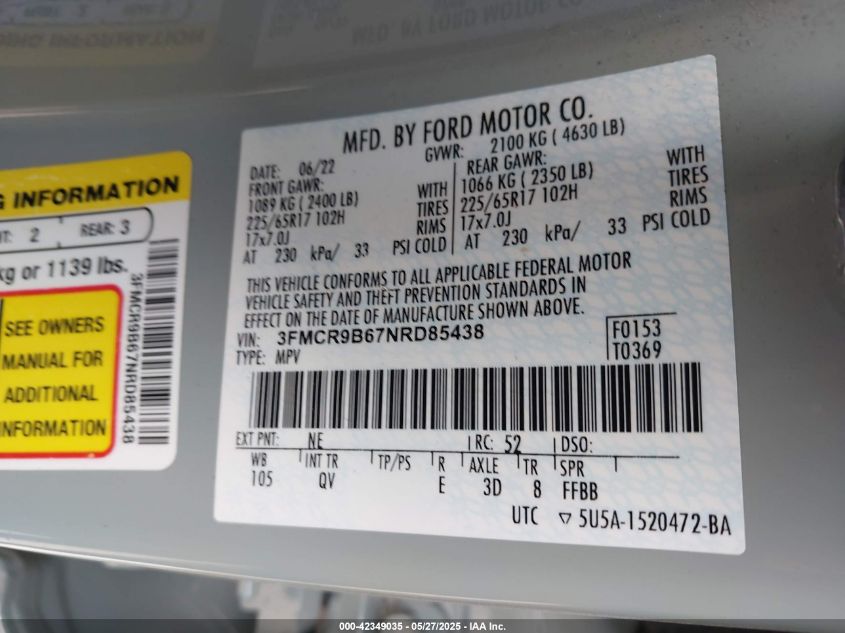 MFD. BY FORD MOTOR CO.
G INFORMATION
T: 2 REAR: 3
kg or 1139 lbs.
SEE OWNERS
MANUAL FOR
ADDITIONAL
INFORMATION
3FMCR9B67NRD85438
MFD. BY FORD MOTOR CO.
DATE: 06/22 GVWR: 2100 KG ( 4630 LB)
FRONT GAWR: REAR GAWR:
1089 KG ( 2400 LB) WITH 1066 KG ( 2350 LB) WITH
225/65R17 102H TIRES 225/65R17 102H TIRES
17x7.0J RIMS 17x7.0J RIMS
AT 230 kPa/ 33 PSI COLD AT 230 kPa/ 33 PSI COLD
THIS VEHICLE CONFORMS TO ALL APPLICABLE FEDERAL MOTOR
VEHICLE SAFETY AND THEFT PREVENTION STANDARDS IN
EFFECT ON THE DATE OF MANUFACTURE SHOWN ABOVE.
VIN: 3FMCR9B67NRD85438 F0153
TYPE: MPV T0369
EXT PNT: NE RC: 52 DSO:
WB INT TR TP/PS R AXLE TR SPR
105 QV E 3D 8 FFBB
UTC 5U5A-1520472-BA
000-42349035 - 05/27/2025 - IAA Inc.